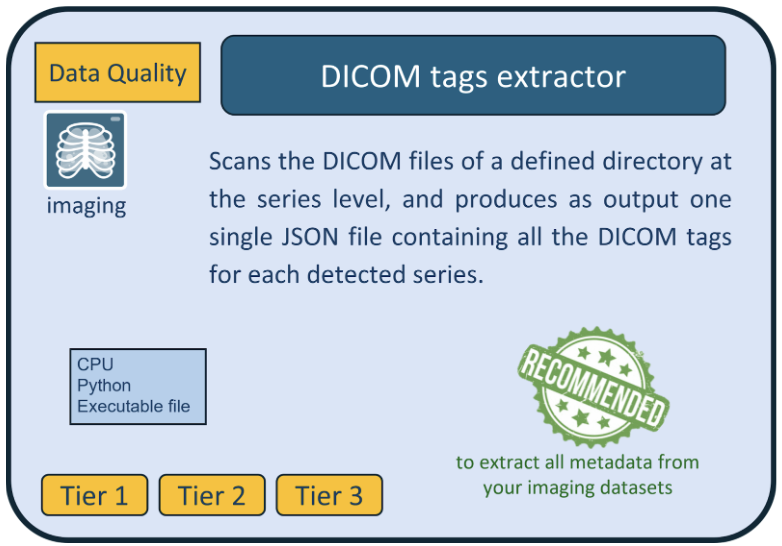 Data Quality
DICOM tags extractor
imaging
Scans the DICOM files of a defined directory at
the series level, and produces as output one
single JSON file containing all the DICOM tags
for each detected series.
CPU
Python
Executable file
RECOMMENDED
to extract all metadata from
your imaging datasets
Tier 1
Tier 2
Tier 3